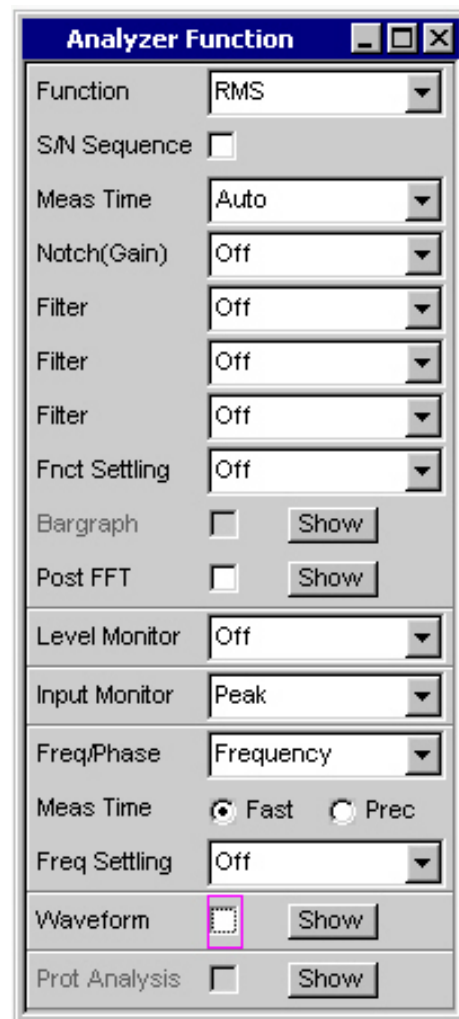 Analyzer Function
Function RMS
S/N Sequence
Meas Time Auto
Notch(Gain) Off
Filter Off
Filter Off
Filter Off
Fnct Settling Off
Bargraph Show
Post FFT Show
Level Monitor Off
Input Monitor Peak
Freq/Phase Frequency
Meas Time Fast Prec
Freq Settling Off
Waveform Show
Prot Analysis Show